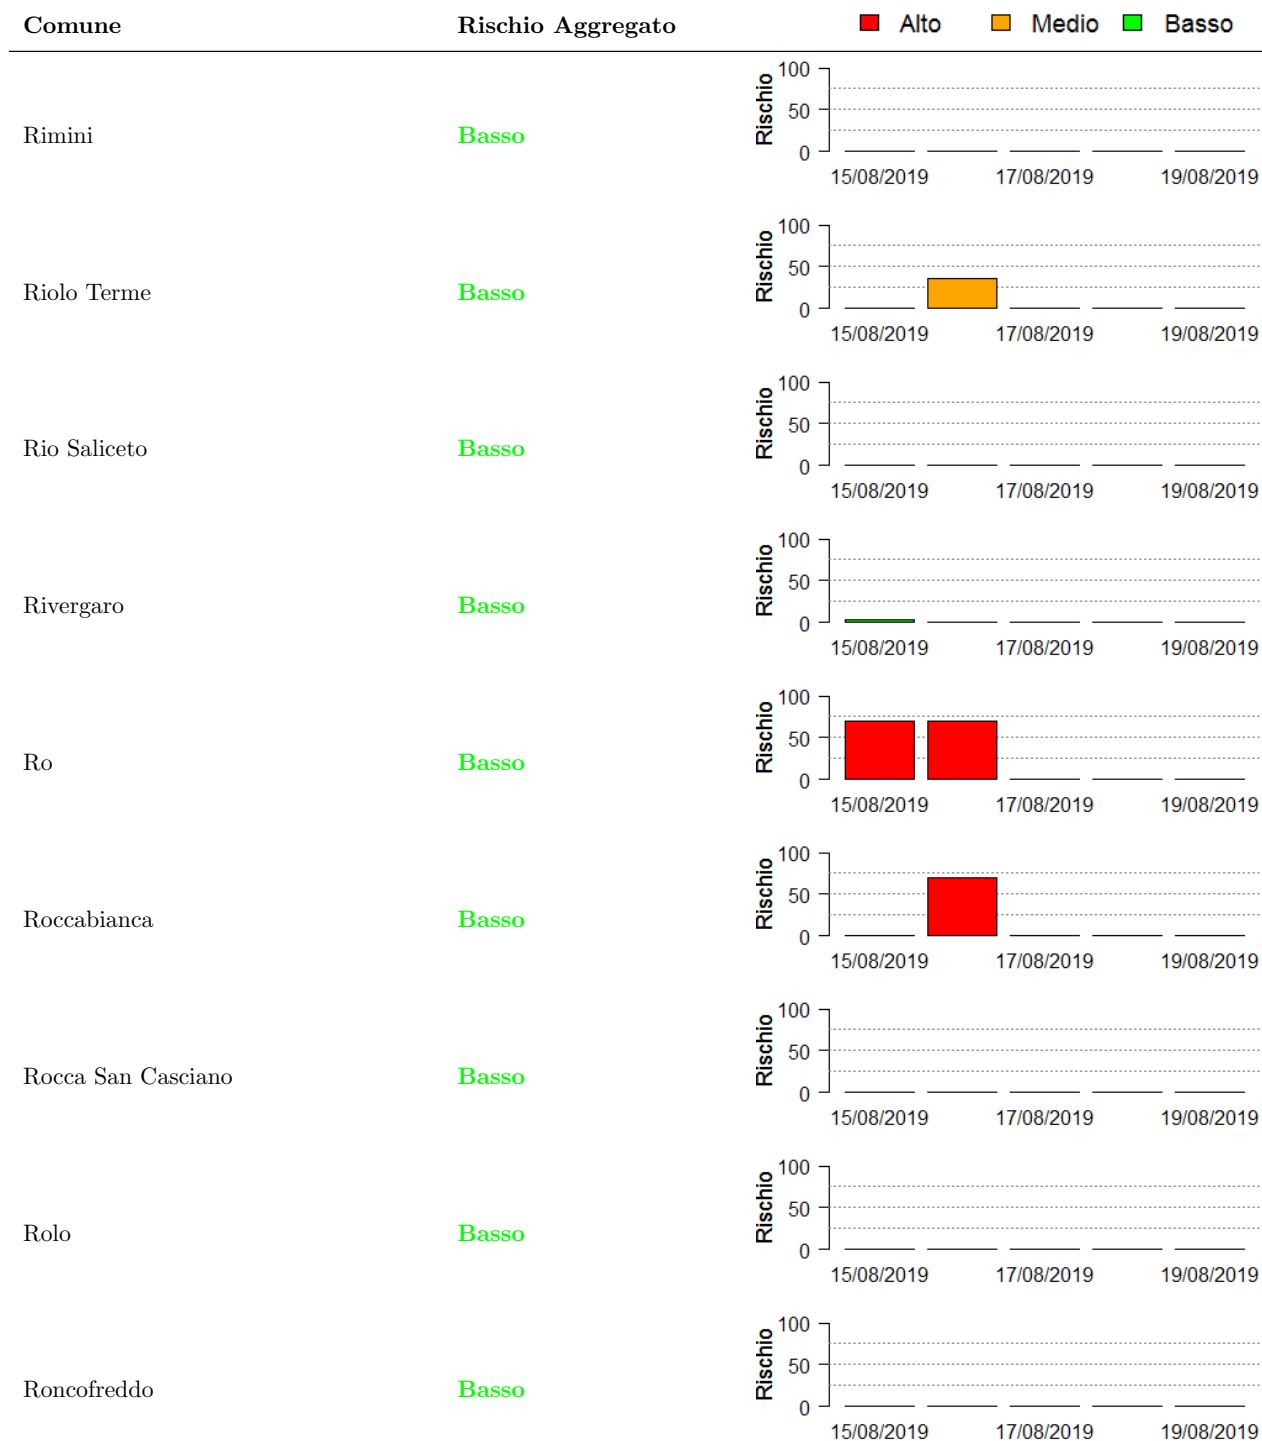 Comune Rischio Aggregato Alto Medio Basso
Rimini Basso
Rischio
100
50
0
15/08/2019 17/08/2019 19/08/2019
Riolo Terme Basso
Rischio
100
50
0
15/08/2019 17/08/2019 19/08/2019
Rio Saliceto Basso
Rischio
100
50
0
15/08/2019 17/08/2019 19/08/2019
Rivergaro Basso
Rischio
100
50
0
15/08/2019 17/08/2019 19/08/2019
Ro Basso
Rischio
100
50
0
15/08/2019 17/08/2019 19/08/2019
Roccabianca Basso
Rischio
100
50
0
15/08/2019 17/08/2019 19/08/2019
Rocca San Casciano Basso
Rischio
100
50
0
15/08/2019 17/08/2019 19/08/2019
Rolo Basso
Rischio
100
50
0
15/08/2019 17/08/2019 19/08/2019
Roncofreddo Basso
Rischio
100
50
0
15/08/2019 17/08/2019 19/08/2019